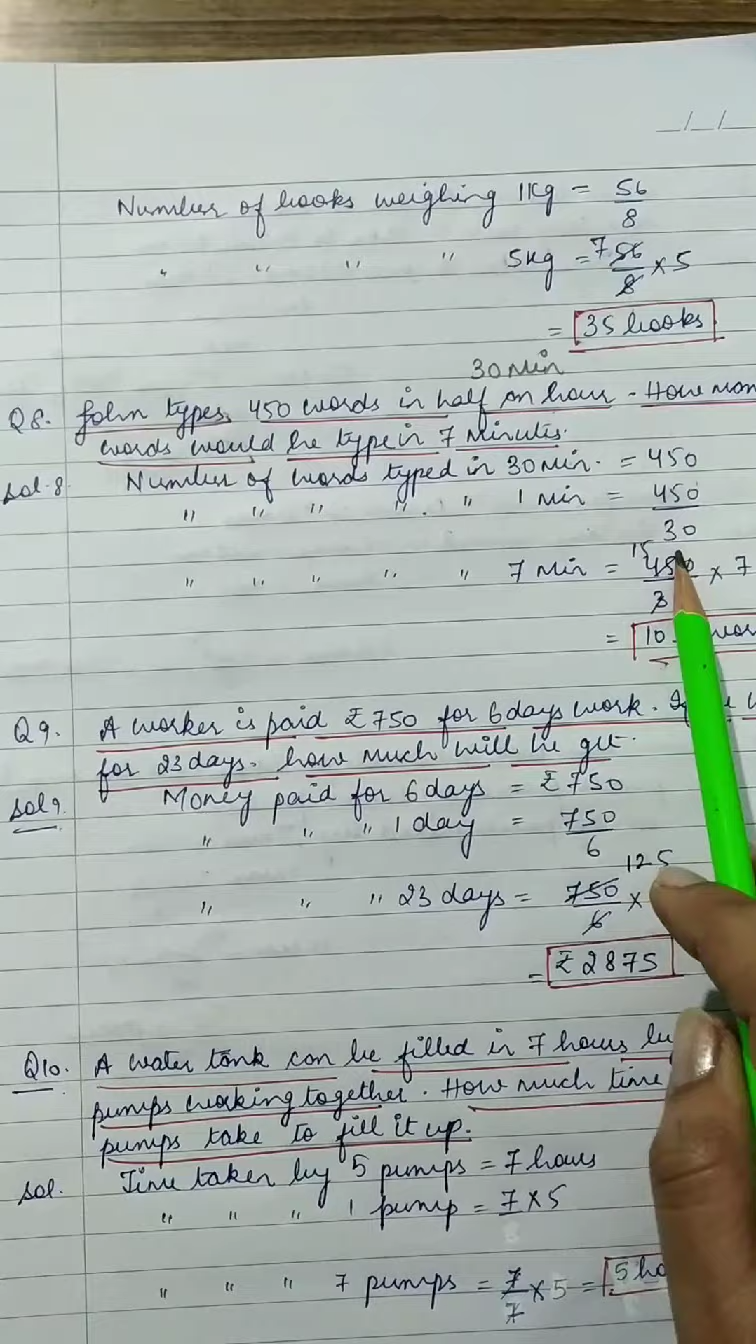 _/_/
Number of books weighing 1Kg = 56/8
" " " " 5Kg = 7 56/8 × 5
= 35 books
30 Min
Q8. John types 450 words in half an hour - How
words would he type in 7 minutes.
Sol-8 Number of words typed in 30 Min. = 450
" " " " " 1 Min = 450/30
15
" " " " " 7 Min = 450/3 × 7
= 10
Q9. A worker is paid ₹750 for 6 days work.
for 23 days. how much will he get.
Sol 9. Money paid for 6 days = ₹750
" " " 1 day = 750/6
125
" " " 23 days = 750/6 ×
= ₹2875
Q10. A water tank can be filled in 7 hours
pumps working together. How much time
pumps take to fill it up.
Sol. Time taken by 5 pumps = 7 hours
" " " 1 pump = 7 × 5
" " " 7 pumps = 7/7 × 5 = 5